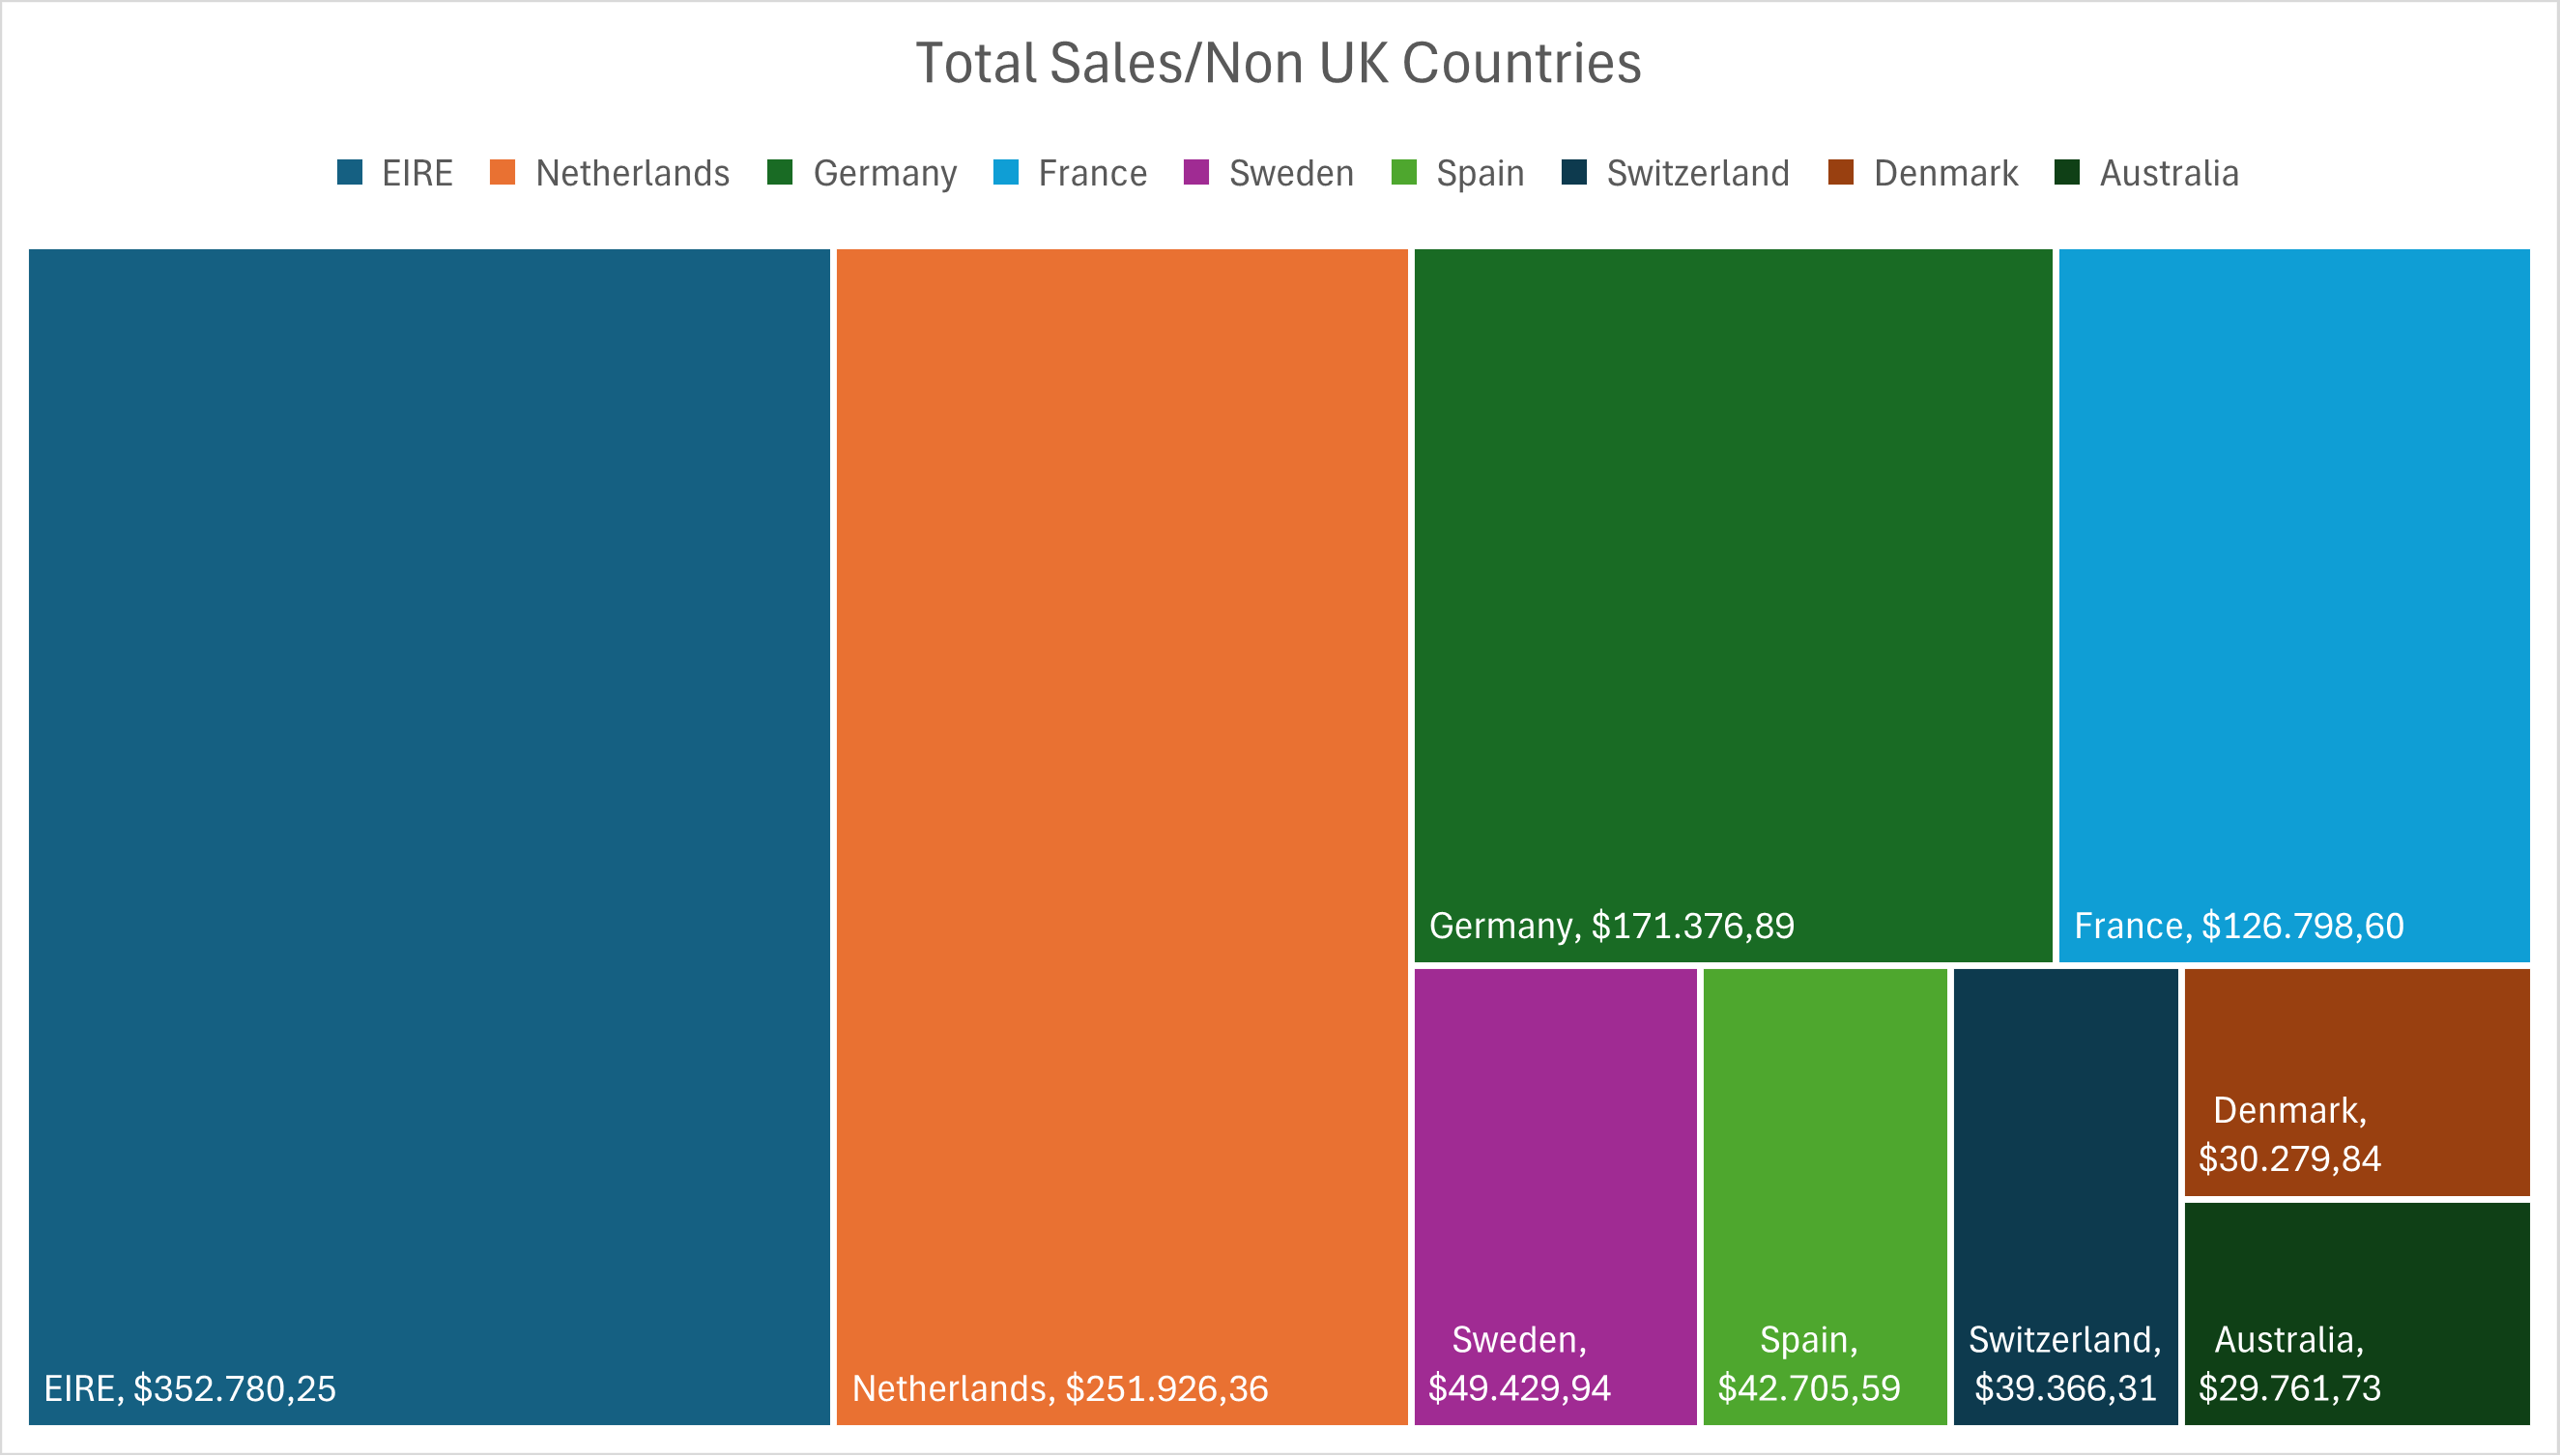 Total Sales/Non UK Countries
EIRE Netherlands Germany France Sweden Spain Switzerland Denmark Australia
EIRE, $352.780,25
Netherlands, $251.926,36
Germany, $171.376,89
France, $126.798,60
Sweden,
$49.429,94
Spain,
$42.705,59
Switzerland,
$39.366,31
Denmark,
$30.279,84
Australia,
$29.761,73